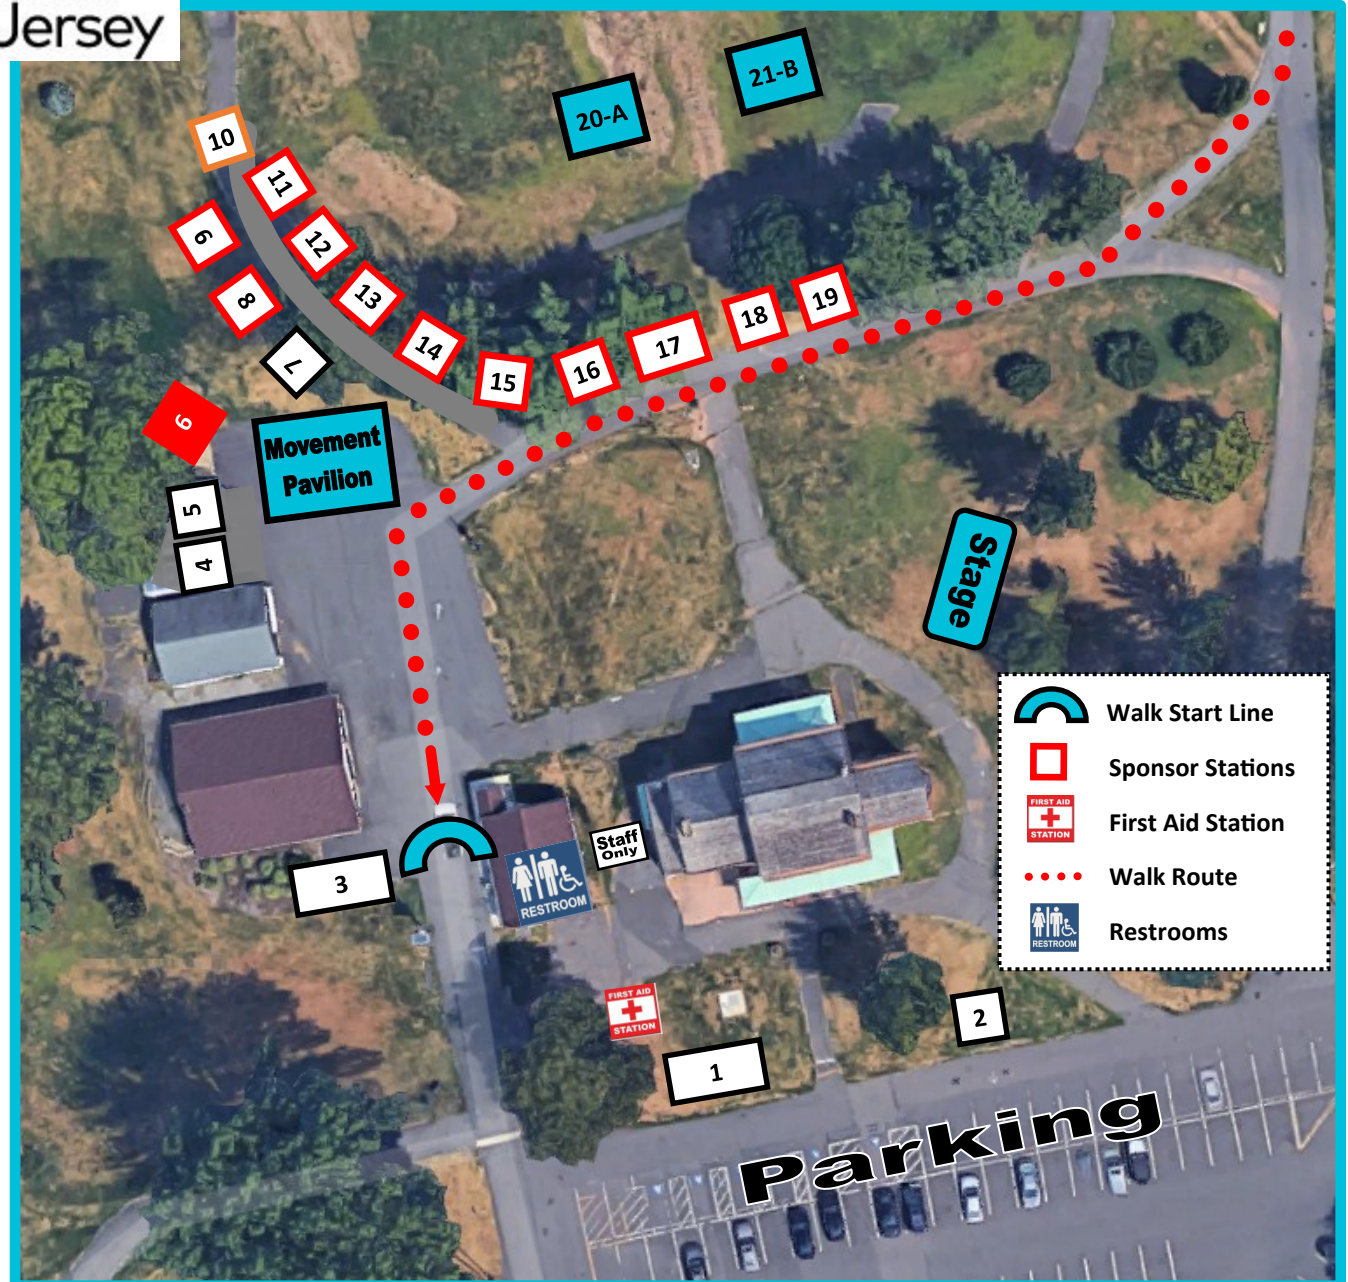 Jersey
21-B
20-A
10
11
9
12
8
13
7
14
15
16
17
18
19
6
Movement
Pavilion
5
4
Stage
Walk Start Line
Sponsor Stations
FIRST AID
STATION
First Aid Station
Walk Route
RESTROOM
Restrooms
Staff
Only
3
RESTROOM
FIRST AID
STATION
2
1
Parking